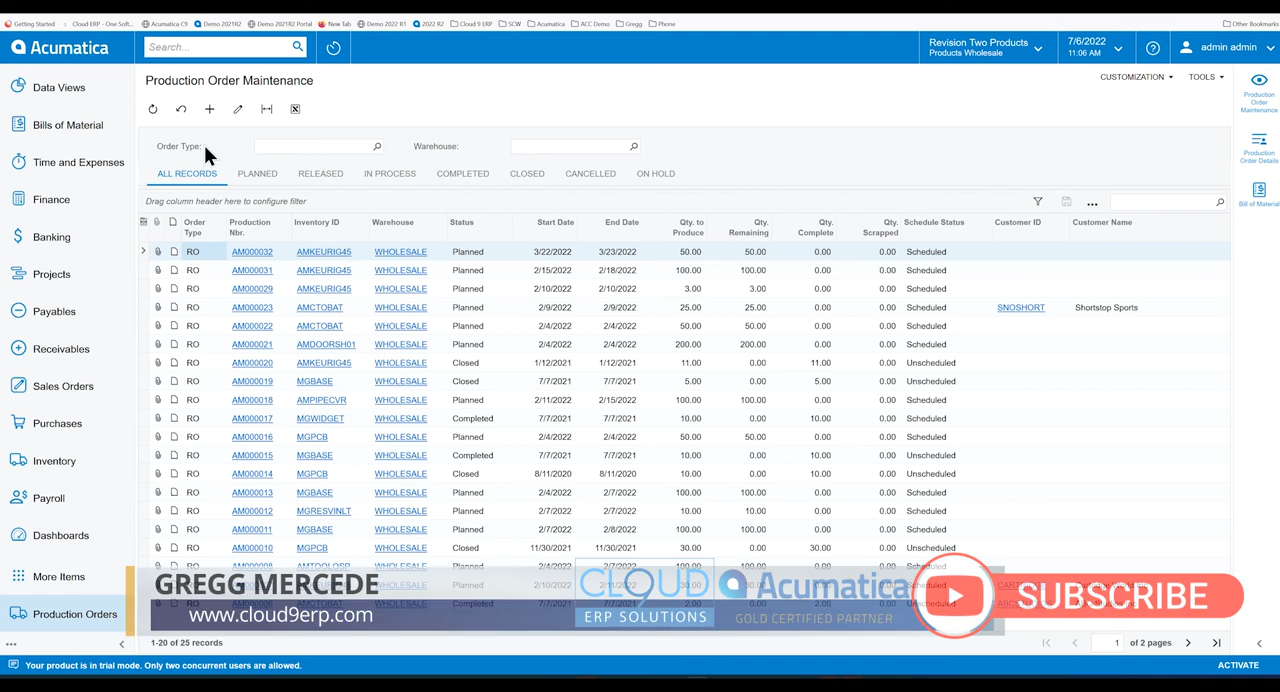 Getting Started Cloud ERP - One Soft... Acumatica C9 Demo 2021R2 Demo 2021R2 Portal New Tab Demo 2022 R1 2022 R2 Cloud 9 ERP SCW Acumatica ACC Demo Gregg Phone Other Bookmarks
Acumatica Search... Revision Two Products Products Wholesale 7/6/2022 11:06 AM admin admin
Production Order Maintenance CUSTOMIZATION TOOLS
Data Views
Bills of Material
Time and Expenses
Finance
Banking
Projects
Payables
Receivables
Sales Orders
Purchases
Inventory
Payroll
Dashboards
More Items
Production Orders
Production Order Maintenance
Production Order Details
Bill of Material
Order Type: Warehouse:
ALL RECORDS PLANNED RELEASED IN PROCESS COMPLETED CLOSED CANCELLED ON HOLD
Drag column header here to configure filter
Order Type Production Nbr. Inventory ID Warehouse Status Start Date End Date Qty. to Produce Qty. Remaining Qty. Complete Qty. Scrapped Schedule Status Customer ID Customer Name
RO AM000032 AMKEURIG45 WHOLESALE Planned 3/22/2022 3/23/2022 50.00 50.00 0.00 0.00 Scheduled
RO AM000031 AMKEURIG45 WHOLESALE Planned 2/15/2022 2/18/2022 100.00 100.00 0.00 0.00 Scheduled
RO AM000029 AMKEURIG45 WHOLESALE Planned 2/10/2022 2/10/2022 3.00 3.00 0.00 0.00 Scheduled
RO AM000023 AMCTOBAT WHOLESALE Planned 2/9/2022 2/9/2022 25.00 25.00 0.00 0.00 Scheduled SNOSHORT Shortstop Sports
RO AM000022 AMCTOBAT WHOLESALE Planned 2/4/2022 2/4/2022 50.00 50.00 0.00 0.00 Scheduled
RO AM000021 AMDOORSH01 WHOLESALE Planned 2/4/2022 2/4/2022 200.00 200.00 0.00 0.00 Scheduled
RO AM000020 AMKEURIG45 WHOLESALE Closed 1/12/2021 1/12/2021 11.00 0.00 11.00 0.00 Unscheduled
RO AM000019 MGBASE WHOLESALE Closed 7/7/2021 7/7/2021 5.00 0.00 5.00 0.00 Unscheduled
RO AM000018 AMPIPECVR WHOLESALE Planned 2/11/2022 2/15/2022 100.00 100.00 0.00 0.00 Scheduled
RO AM000017 MGWIDGET WHOLESALE Completed 7/7/2021 7/7/2021 10.00 0.00 10.00 0.00 Unscheduled
RO AM000016 MGPCB WHOLESALE Planned 2/4/2022 2/4/2022 50.00 50.00 0.00 0.00 Scheduled
RO AM000015 MGBASE WHOLESALE Completed 7/7/2021 7/7/2021 10.00 0.00 10.00 0.00 Unscheduled
RO AM000014 MGPCB WHOLESALE Closed 8/11/2020 8/11/2020 10.00 0.00 10.00 0.00 Unscheduled
RO AM000013 MGBASE WHOLESALE Planned 2/4/2022 2/7/2022 100.00 100.00 0.00 0.00 Scheduled
RO AM000012 MGRESVINLT WHOLESALE Planned 2/7/2022 2/7/2022 10.00 10.00 0.00 0.00 Scheduled
RO AM000011 MGBASE WHOLESALE Planned 2/7/2022 2/8/2022 100.00 100.00 0.00 0.00 Scheduled
RO AM000010 MGPCB WHOLESALE Closed 11/30/2021 11/30/2021 30.00 0.00 30.00 0.00 Unscheduled
RO WHOLESALE Planned 0.00 0.00 Scheduled
GREGG MERCEDE
www.cloud9erp.com
CLOUD9 ERP SOLUTIONS
Acumatica GOLD CERTIFIED PARTNER
SUBSCRIBE
1-20 of 25 records 1 of 2 pages
Your product is in trial mode. Only two concurrent users are allowed. ACTIVATE